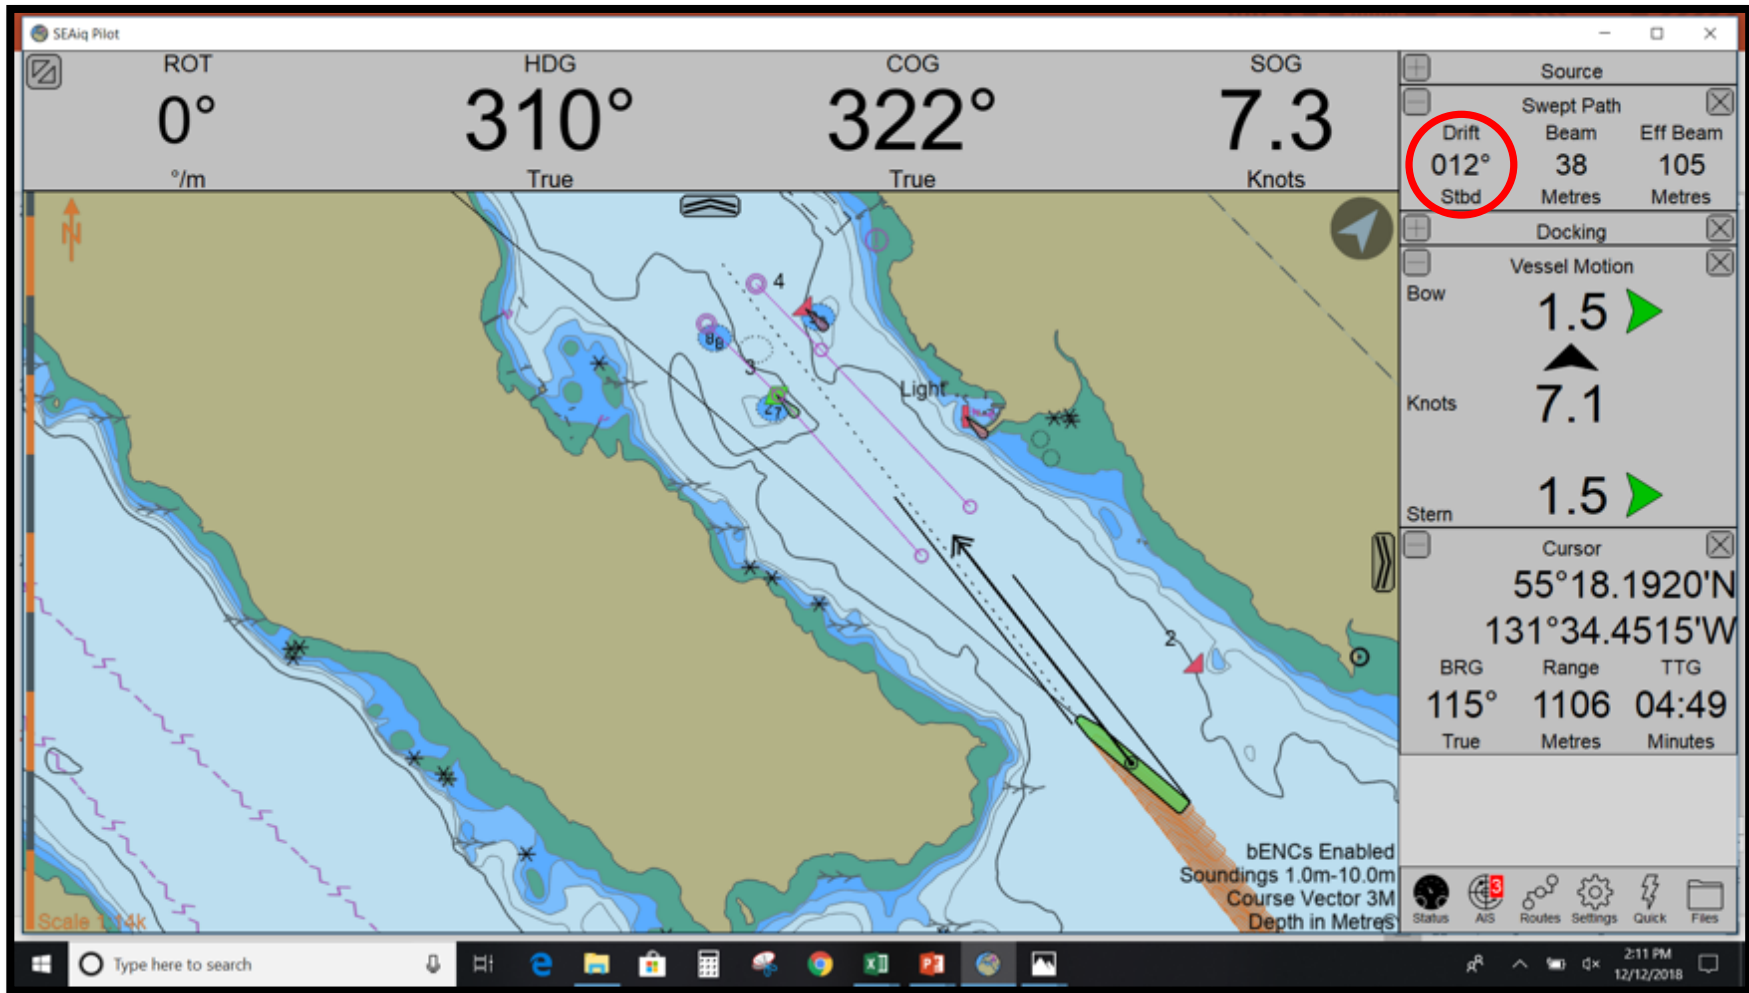 SEAiq Pilot
ROT
HDG
COG
SOG
0°
310°
322°
7.3
°/m
True
True
Knots
Source
Swept Path
Drift Beam Eff Beam
012° 38 105
Stbd Metres Metres
Docking
Vessel Motion
Bow
1.5
Knots
7.1
Stern
1.5
Cursor
55°18.1920'N
131°34.4515'W
BRG Range TTG
115° 1106 04:49
True Metres Minutes
N
4
3
Light
2
bENCs Enabled
Soundings 1.0m-10.0m
Course Vector 3M
Depth in Metres
Scale 1:14k
3
Status AIS Routes Settings Quick Files
Type here to search
2:11 PM
12/12/2018